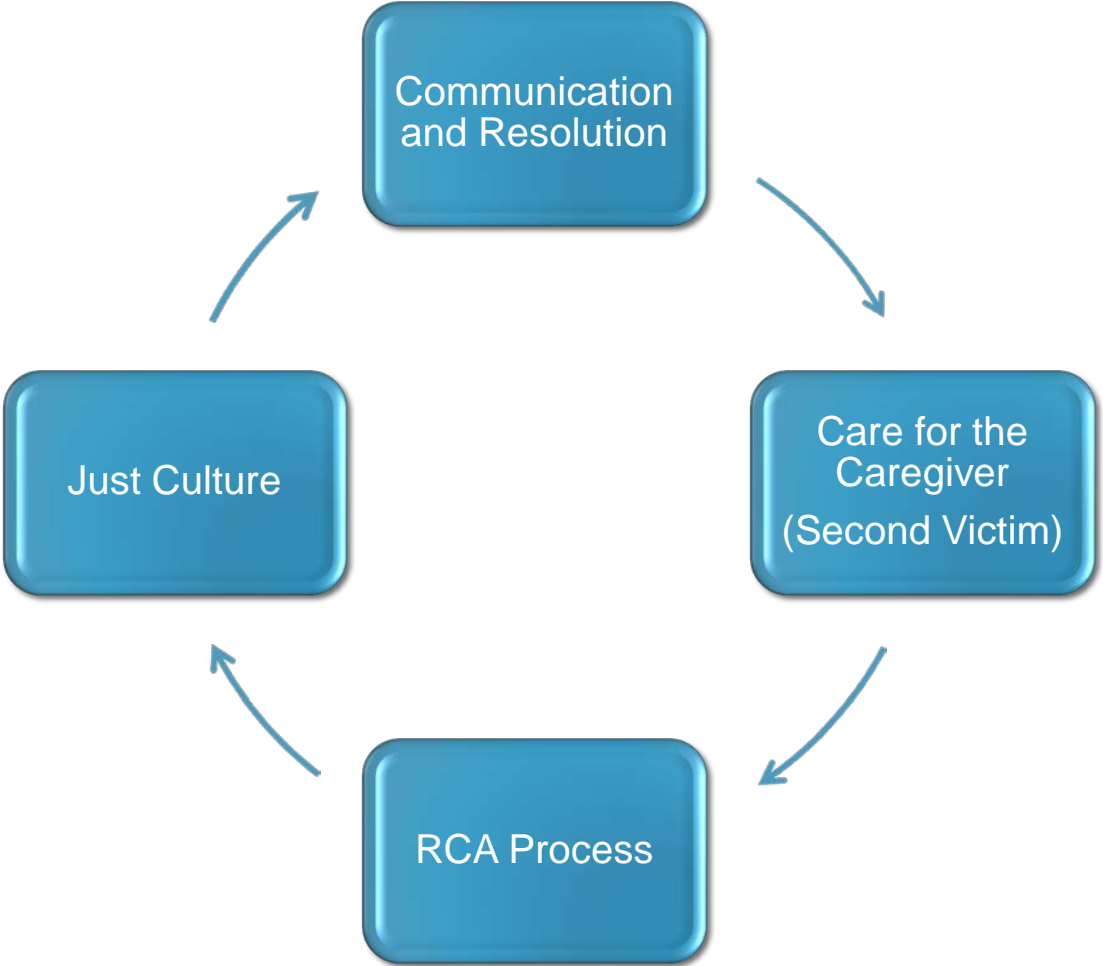 Communication
and Resolution
Just Culture
Care for the
Caregiver
(Second Victim)
RCA Process